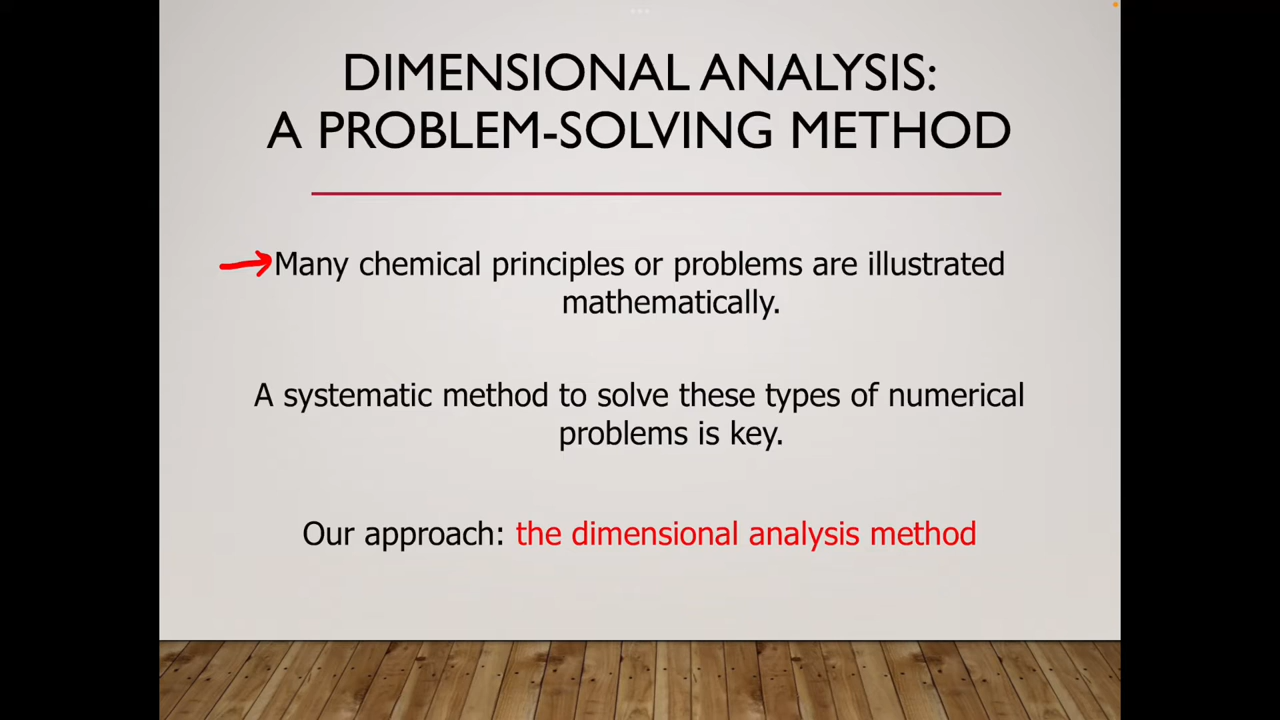 DIMENSIONAL ANALYSIS:
A PROBLEM-SOLVING METHOD
Many chemical principles or problems are illustrated
mathematically.
A systematic method to solve these types of numerical
problems is key.
Our approach: the dimensional analysis method